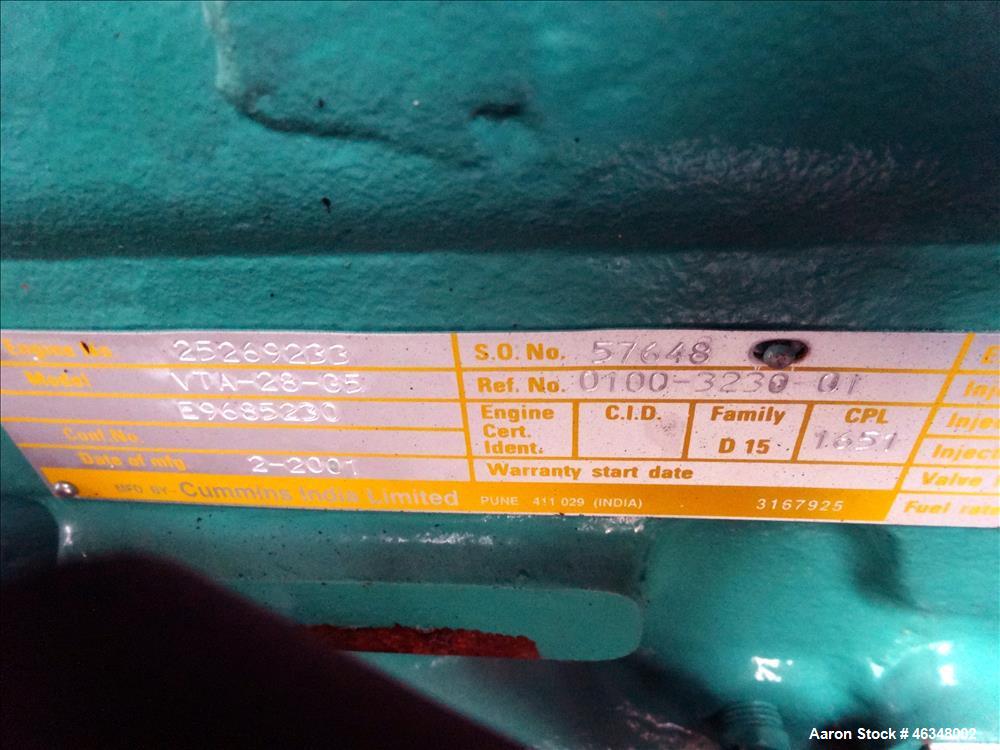 Engine No. 25269233
Model VTA-28-G5
E9685230
Conf.No.
Date of mfg 2-2001
S.O. No. 57648
Ref. No. 0100-3230-01
Engine Cert. Ident.
C.I.D.
Family D 15
CPL 1651
Warranty start date
MFD BY- Cummins India Limited PUNE 411 029 (INDIA) 3167925
Valve
Fuel rate
Aaron Stock # 46348002